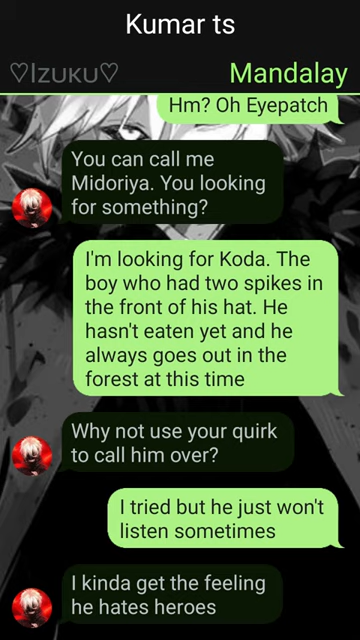 Kumar ts
♡Izuku♡
Mandalay
Hm? Oh Eyepatch
You can call me
Midoriya. You looking
for something?
I'm looking for Koda. The
boy who had two spikes in
the front of his hat. He
hasn't eaten yet and he
always goes out in the
forest at this time
Why not use your quirk
to call him over?
I tried but he just won't
listen sometimes
I kinda get the feeling
he hates heroes